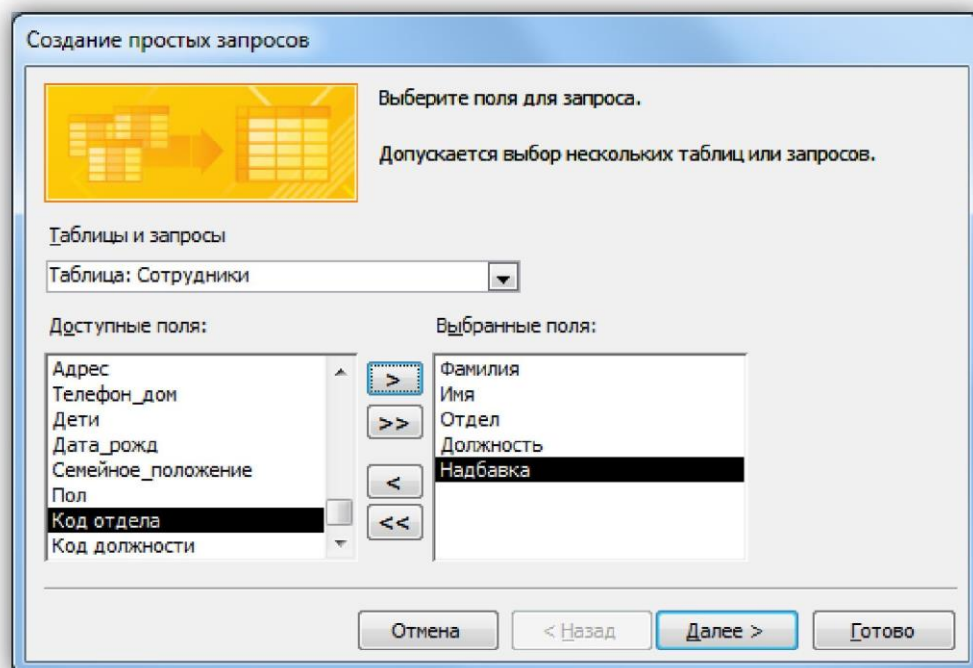 Создание простых запросов
Выберите поля для запроса.
Допускается выбор нескольких таблиц или запросов.
Таблицы и запросы
Таблица: Сотрудники
Доступные поля:
Выбранные поля:
Адрес
Телефон_дом
Дети
Дата_рожд
Семейное_положение
Пол
Код отдела
Код должности
>
>>
<
<<
Фамилия
Имя
Отдел
Должность
Надбавка
Отмена
< Назад
Далее >
Готово